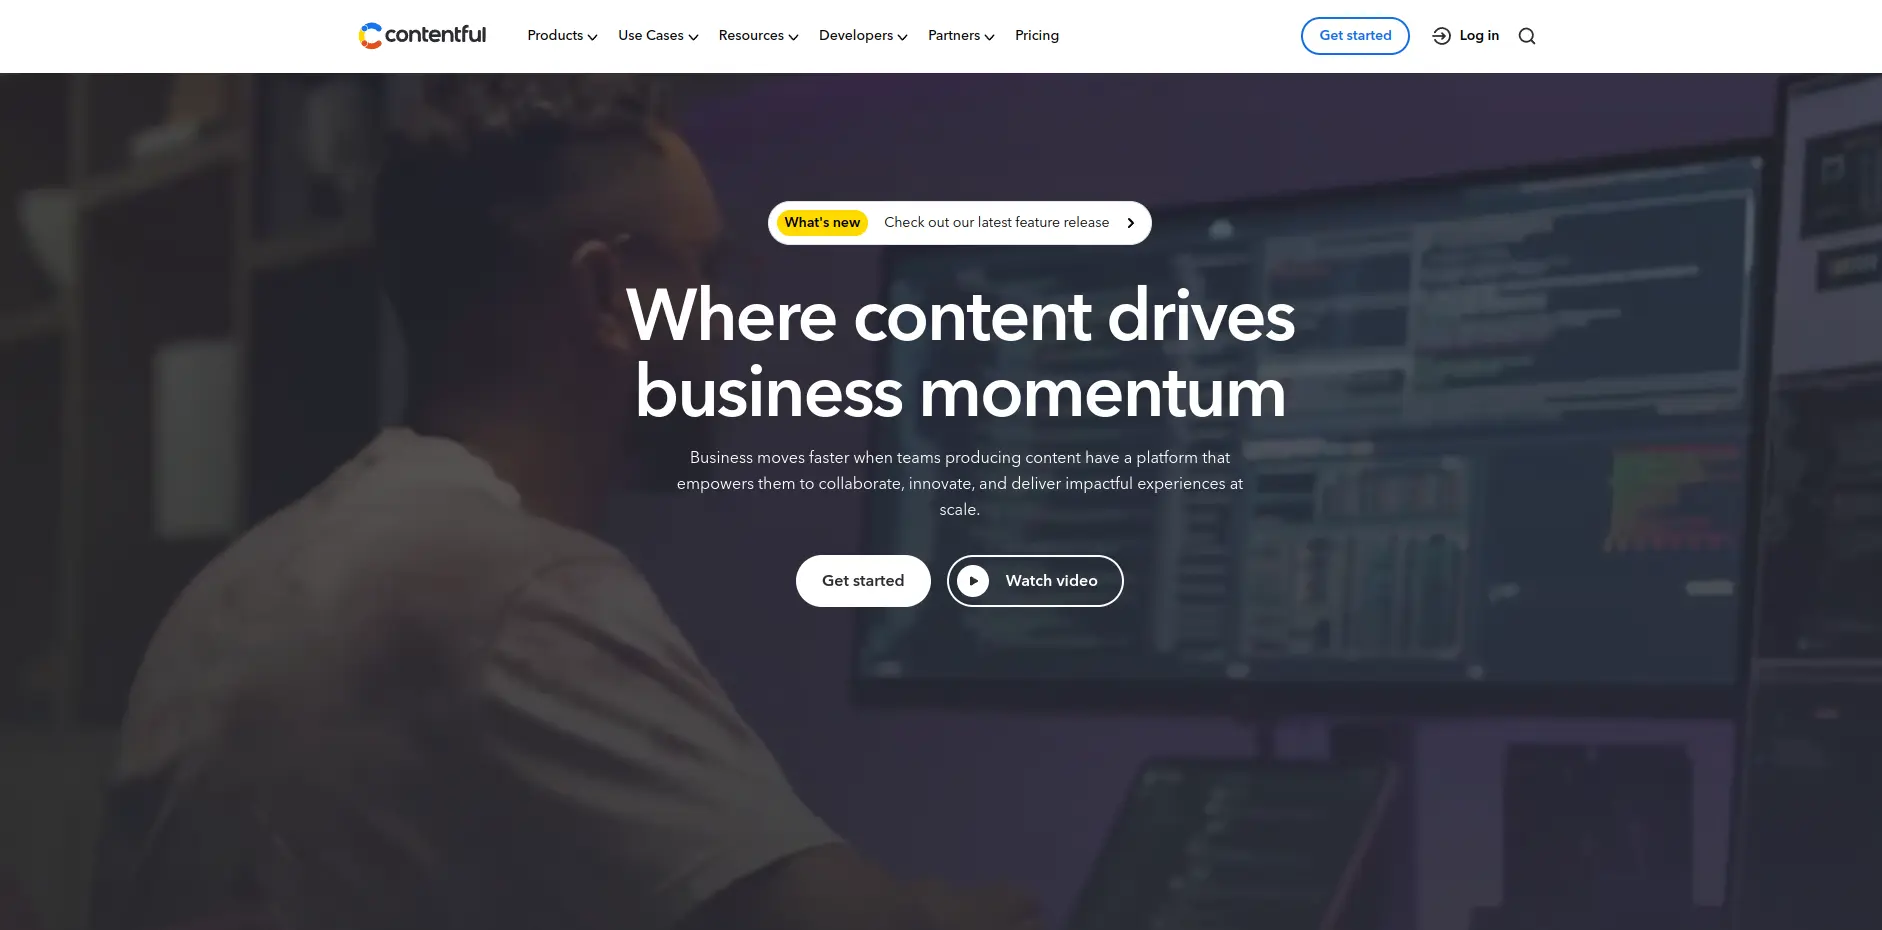 contentful
Products
Use Cases
Resources
Developers
Partners
Pricing
Get started
Log in
What's new
Check out our latest feature release
Where content drives
business momentum
Business moves faster when teams producing content have a platform that
empowers them to collaborate, innovate, and deliver impactful experiences at
scale.
Get started
Watch video